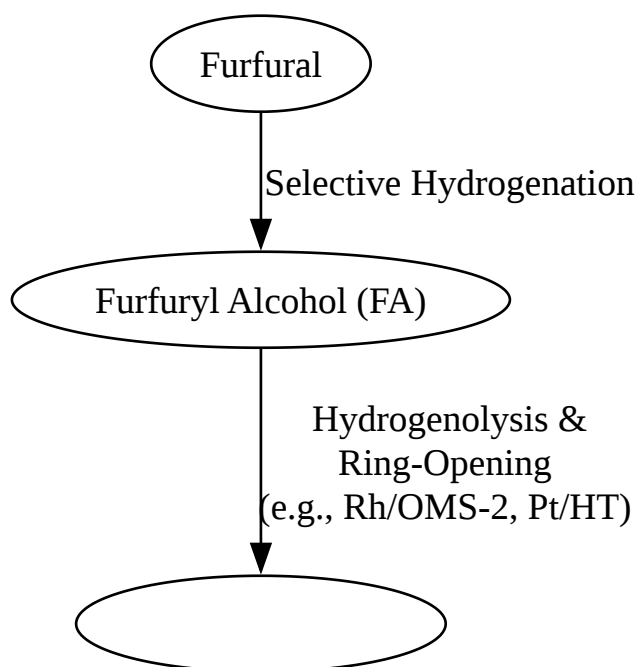 Furfural
Selective Hydrogenation
Furfuryl Alcohol (FA)
Hydrogenolysis &
Ring-Opening
(e.g., Rh/OMS-2, Pt/HT)